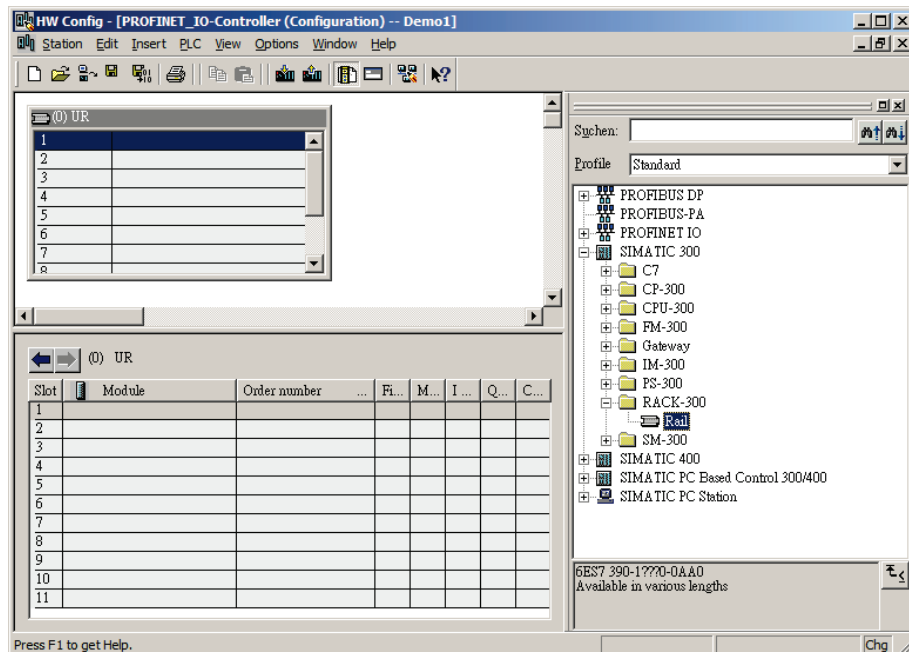 HW Config - [PROFINET_IO-Controller (Configuration) -- Demo1]
Station Edit Insert PLC View Options Window Help
(0) UR
1
2
3
4
5
6
7
8
Suchen:
Profile Standard
PROFIBUS DP
PROFIBUS-PA
PROFINET IO
SIMATIC 300
C7
CP-300
CPU-300
FM-300
Gateway
IM-300
PS-300
RACK-300
Rail
SM-300
SIMATIC 400
SIMATIC PC Based Control 300/400
SIMATIC PC Station
(0) UR
Slot Module Order number ... Fi... M... I ... Q... C...
1
2
3
4
5
6
7
8
9
10
11
6ES7 390-1???0-0AA0
Available in various lengths
Press F1 to get Help.
Chg